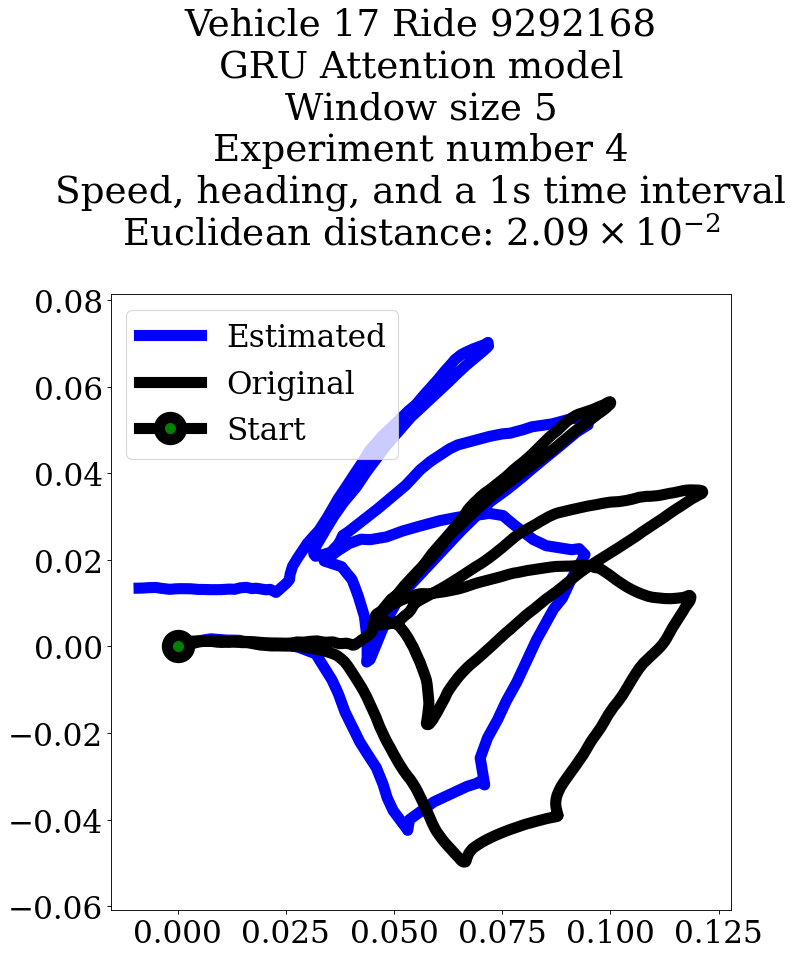 Vehicle 17 Ride 9292168
GRU Attention model
Window size 5
Experiment number 4
Speed, heading, and a 1s time interval
Euclidean distance: 2.09 × 10⁻²
0.08
0.06
0.04
0.02
0.00
−0.02
−0.04
−0.06
Estimated
Original
Start
0.000 0.025 0.050 0.075 0.100 0.125